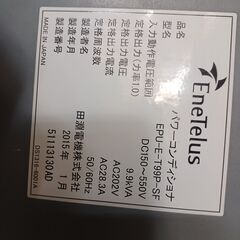 EneTelus
品名 パワーコンディショナ
型名 EPU-E-T99P-SF
入力動作電圧範囲 DC150~550V
定格出力(力率1.0) 9.9kVA
定格出力電圧 AC202V
定格出力電流 AC28.3A
定格周波数 50/60Hz
製造者名 田淵電機株式会社
製造年月 2015年 1月
製造番号 51113130AD
MADE IN JAPAN
DS1316-6001A